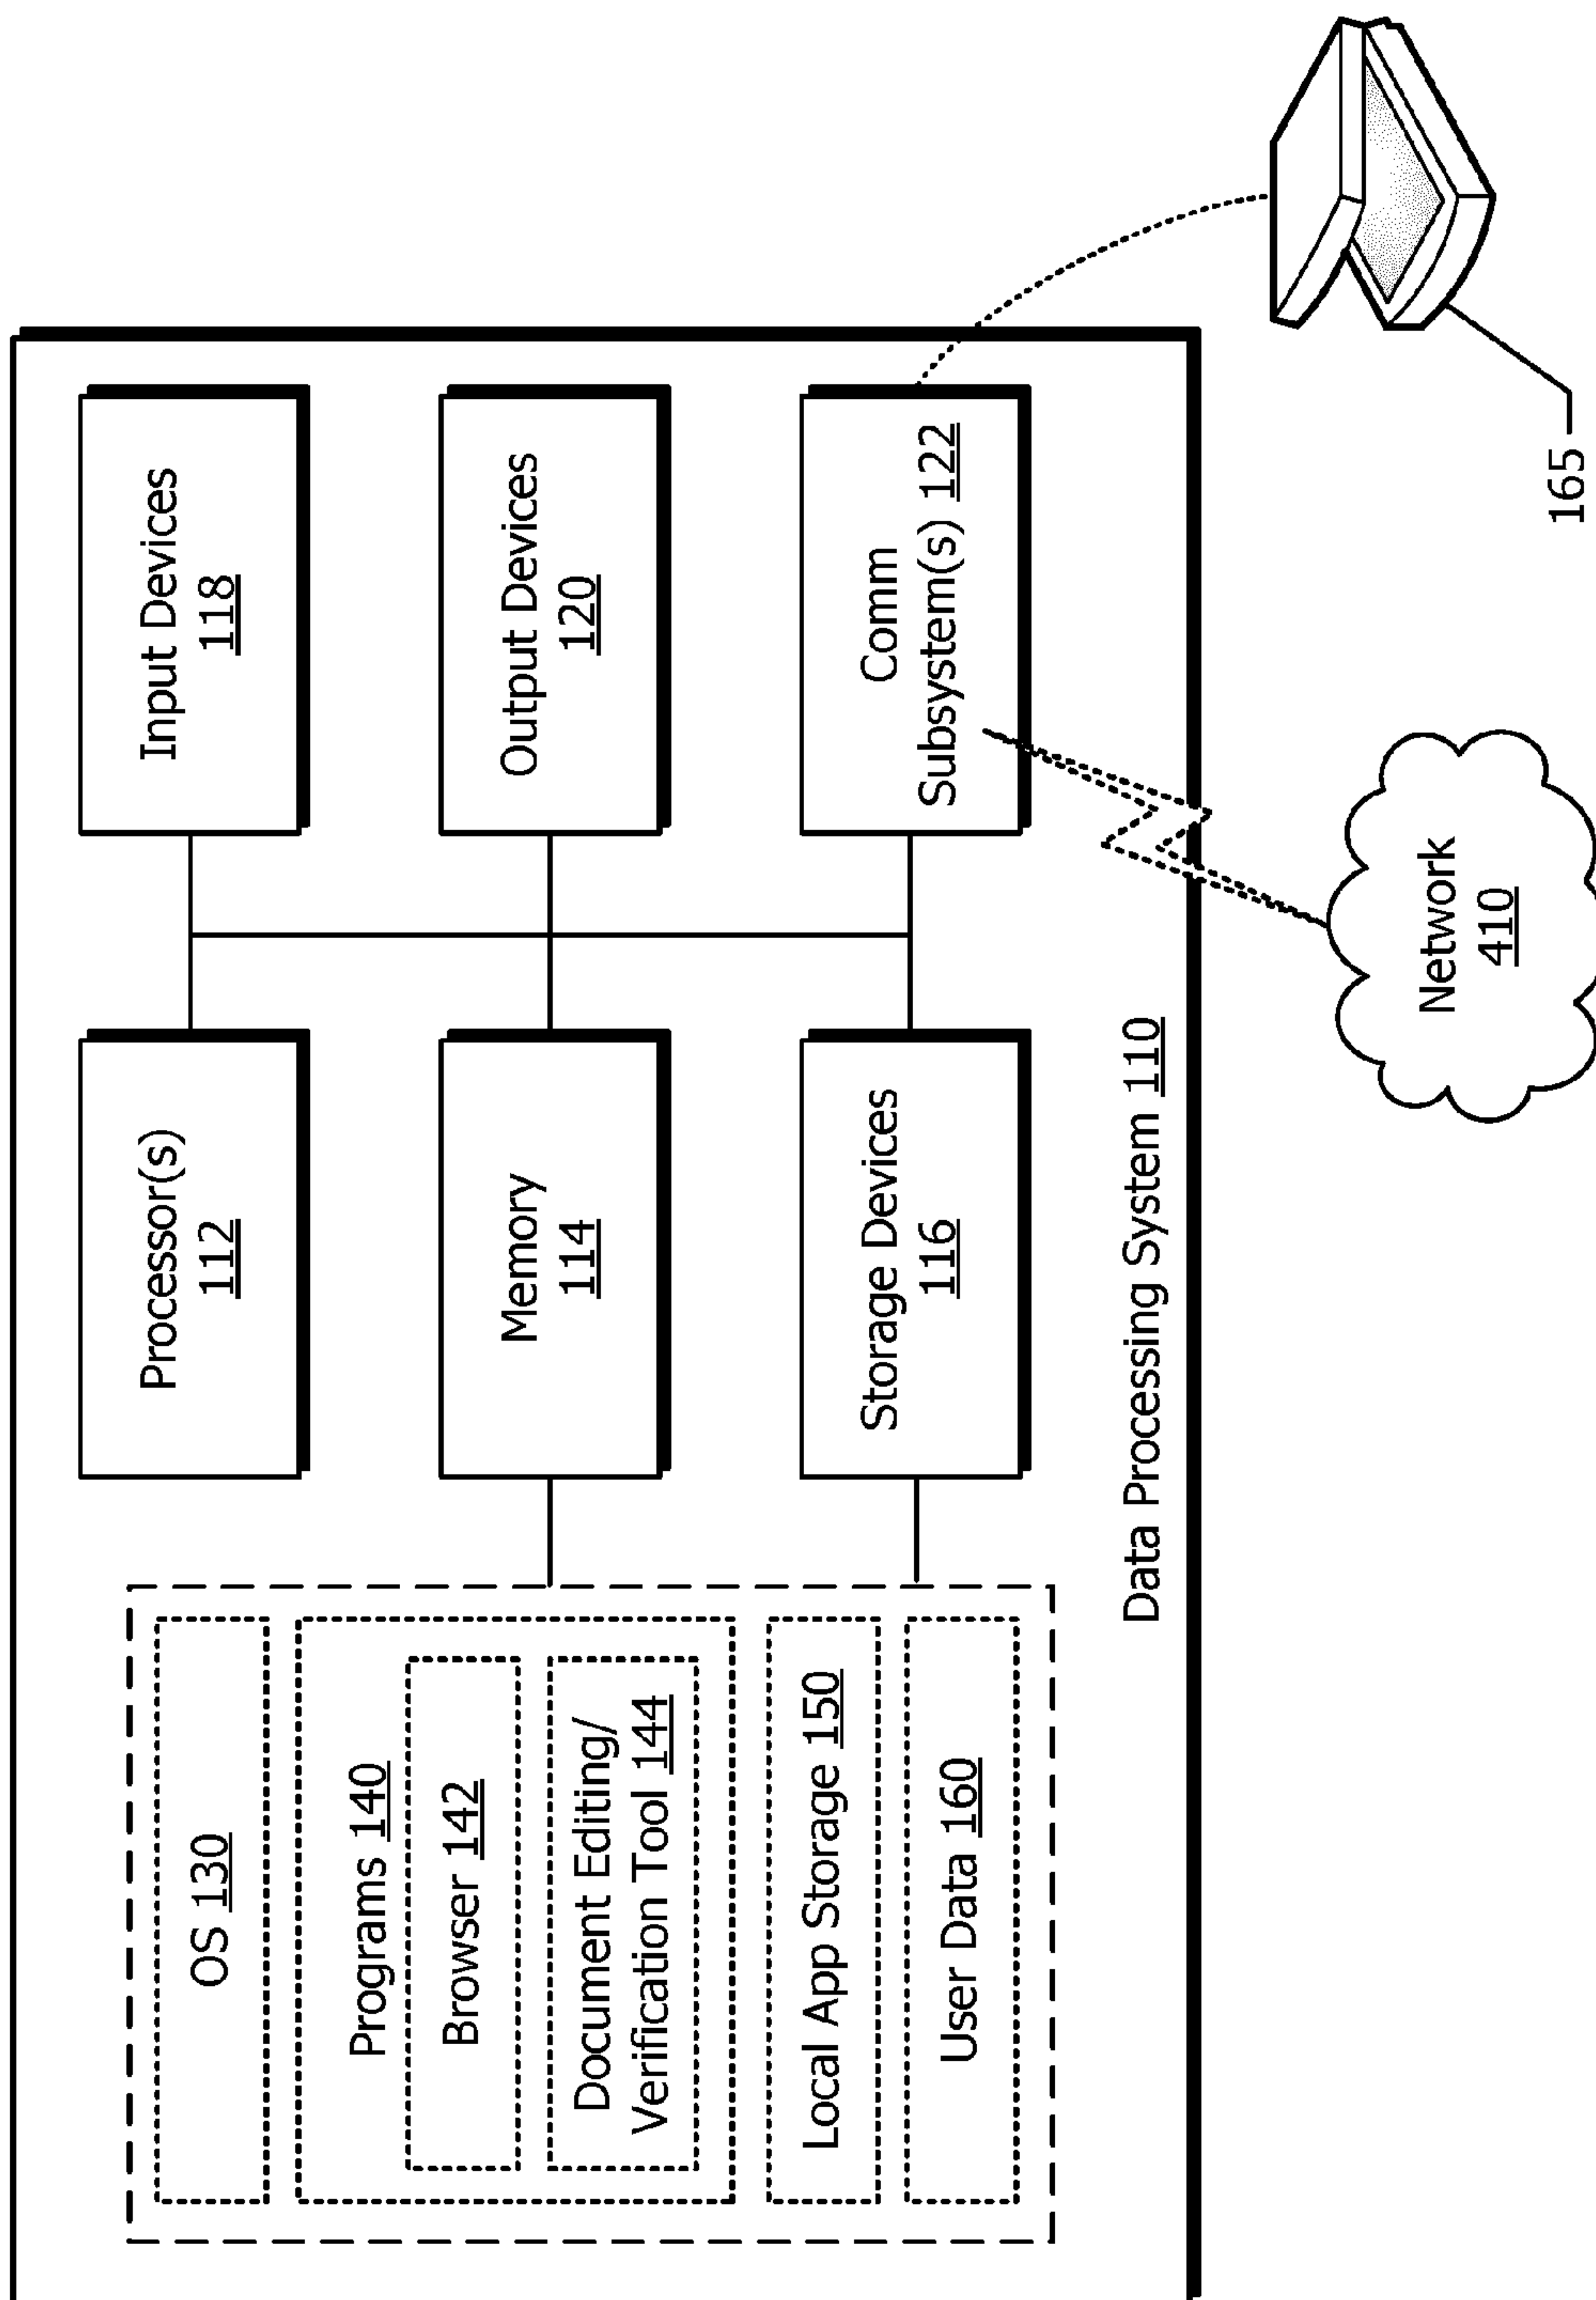 OS 130
Programs 140
Browser 142
Document Editing/
Verification Tool 144
Local App Storage 150
User Data 160
Processor(s)
112
Memory
114
Storage Devices
116
Input Devices
118
Output Devices
120
Comm
Subsystem(s) 122
Data Processing System 110
Network
410
165